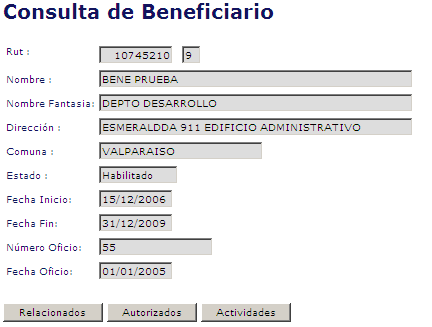 Consulta de Beneficiario
Rut : 10745210 9
Nombre : BENE PRUEBA
Nombre Fantasia: DEPTO DESARROLLO
Dirección : ESMERALDDA 911 EDIFICIO ADMINISTRATIVO
Comuna : VALPARAISO
Estado : Habilitado
Fecha Inicio: 15/12/2006
Fecha Fin: 31/12/2009
Número Oficio: 55
Fecha Oficio: 01/01/2005
Relacionados Autorizados Actividades